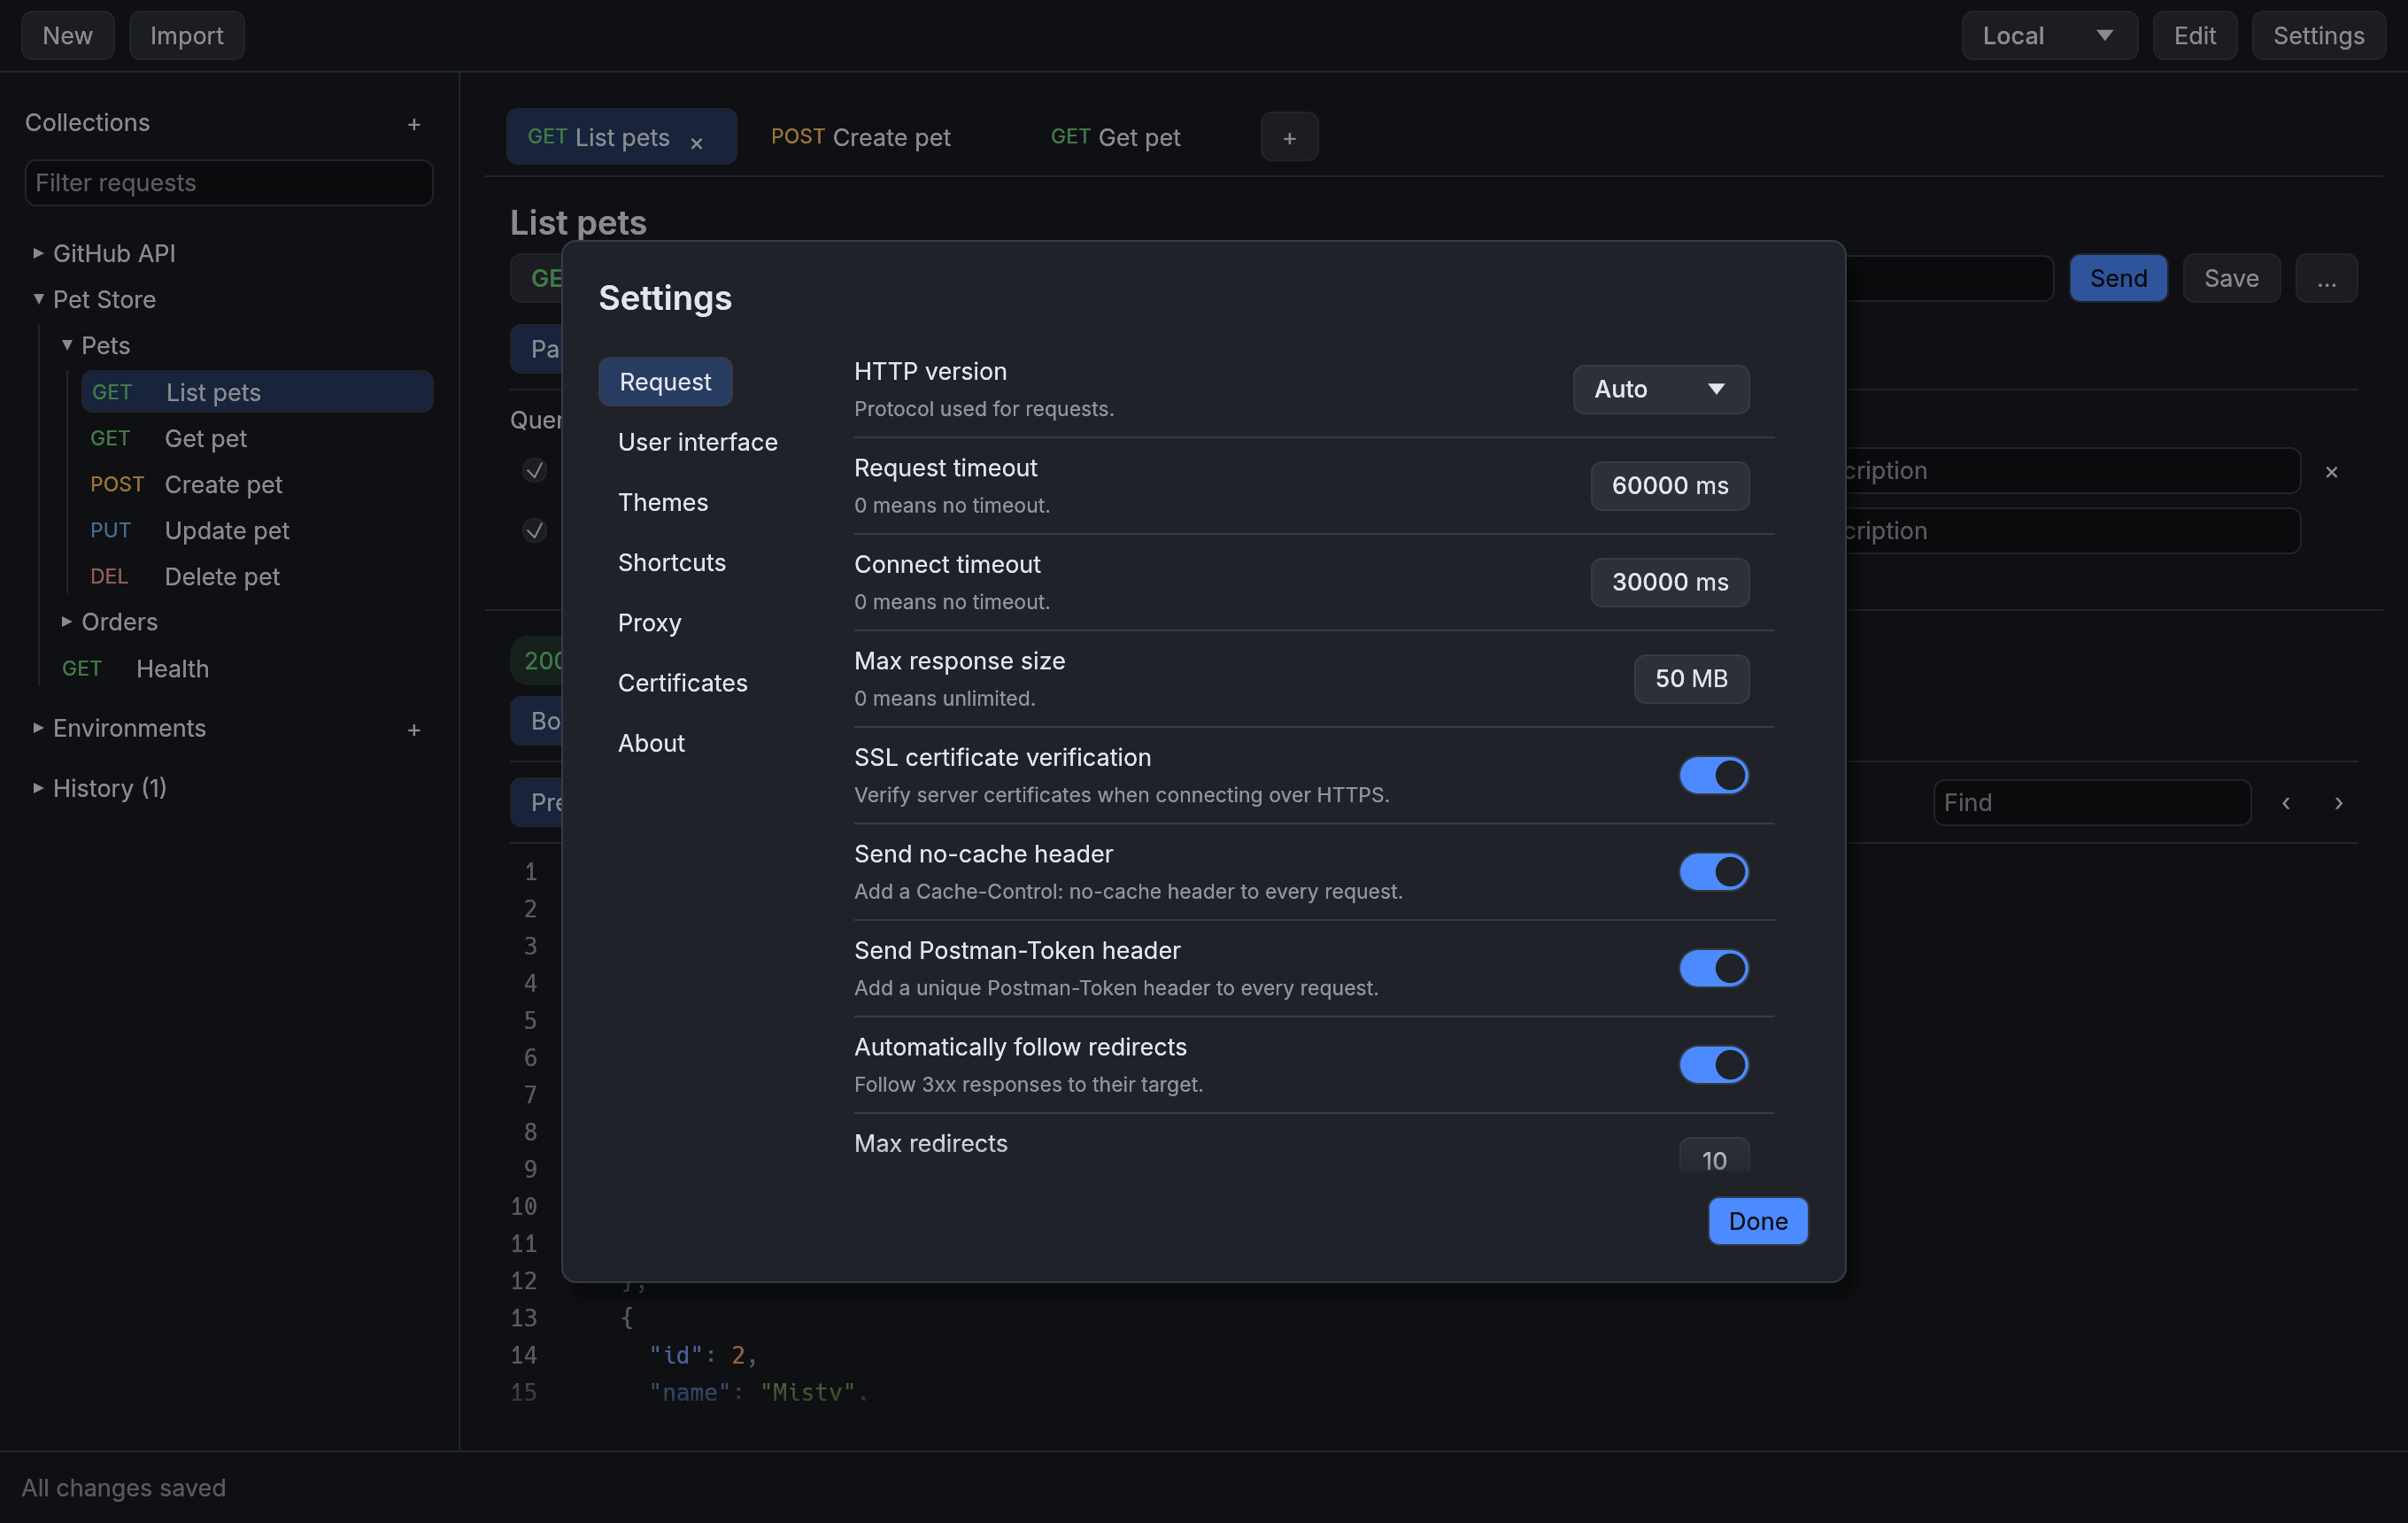 New Import Local Edit Settings
Collections +
Filter requests
GitHub API
Pet Store
Pets
GET List pets
GET Get pet
POST Create pet
PUT Update pet
DEL Delete pet
Orders
GET Health
Environments +
History (1)
GET List pets × POST Create pet GET Get pet +
List pets
Send Save ...
Settings
Request
User interface
Themes
Shortcuts
Proxy
Certificates
About
HTTP version
Protocol used for requests.
Auto
Request timeout
0 means no timeout.
60000 ms
Connect timeout
0 means no timeout.
30000 ms
Max response size
0 means unlimited.
50 MB
SSL certificate verification
Verify server certificates when connecting over HTTPS.
Send no-cache header
Add a Cache-Control: no-cache header to every request.
Send Postman-Token header
Add a unique Postman-Token header to every request.
Automatically follow redirects
Follow 3xx responses to their target.
Max redirects
10
Done
×
Find ‹ ›
1
2
3
4
5
6
7
8
9
10
11
12 },
13 {
14 "id": 2,
15 "name": "Misty",
All changes saved